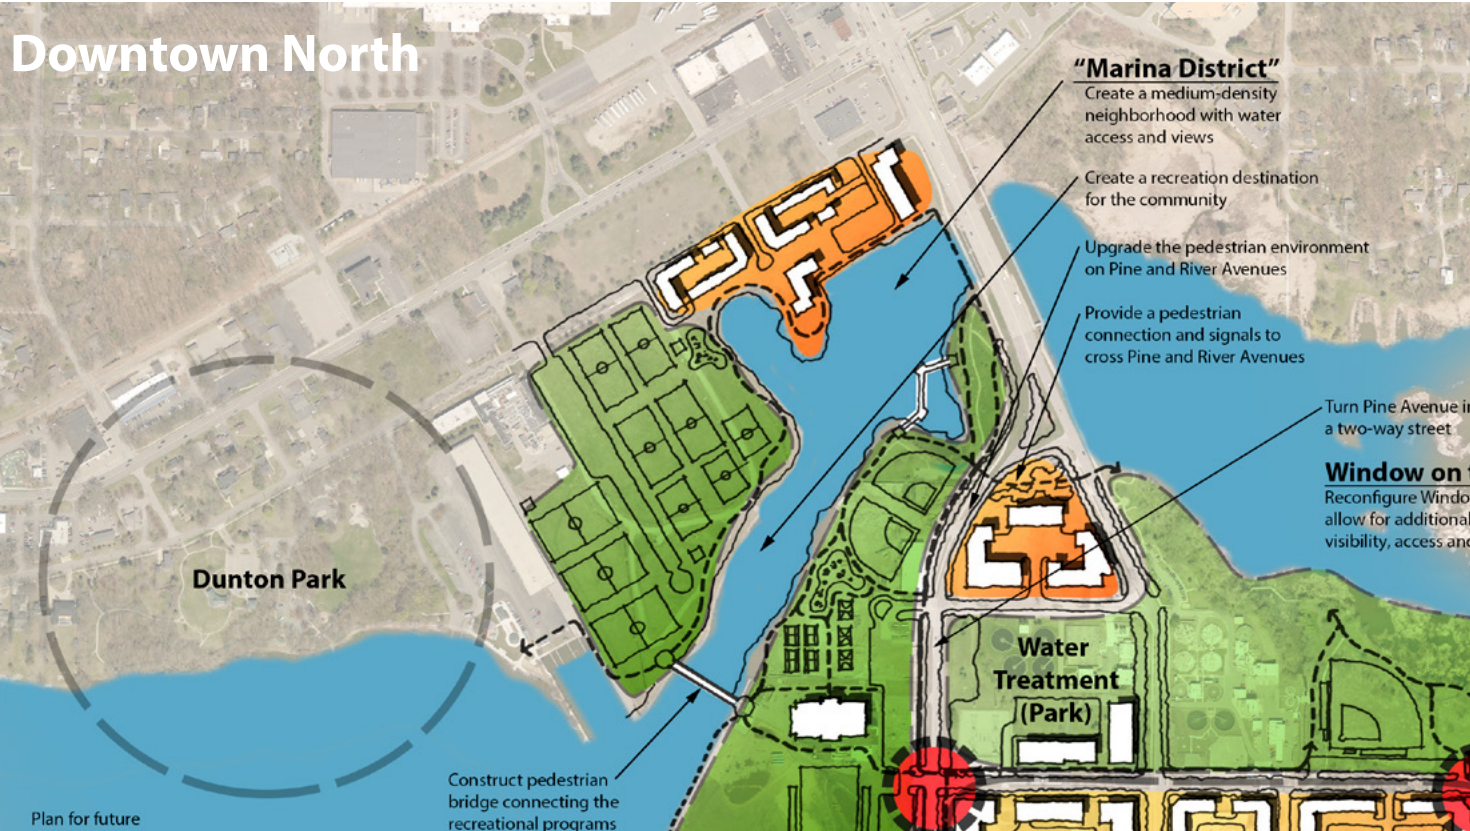 Downtown North
“Marina District”
Create a medium-density
neighborhood with water
access and views
Create a recreation destination
for the community
Upgrade the pedestrian environment
on Pine and River Avenues
Provide a pedestrian
connection and signals to
cross Pine and River Avenues
Turn Pine Avenue
a two-way street
Window on
Reconfigure
allow for additional
visibility, access
Dunton Park
Water
Treatment
(Park)
Construct pedestrian
bridge connecting the
recreational programs
Plan for future